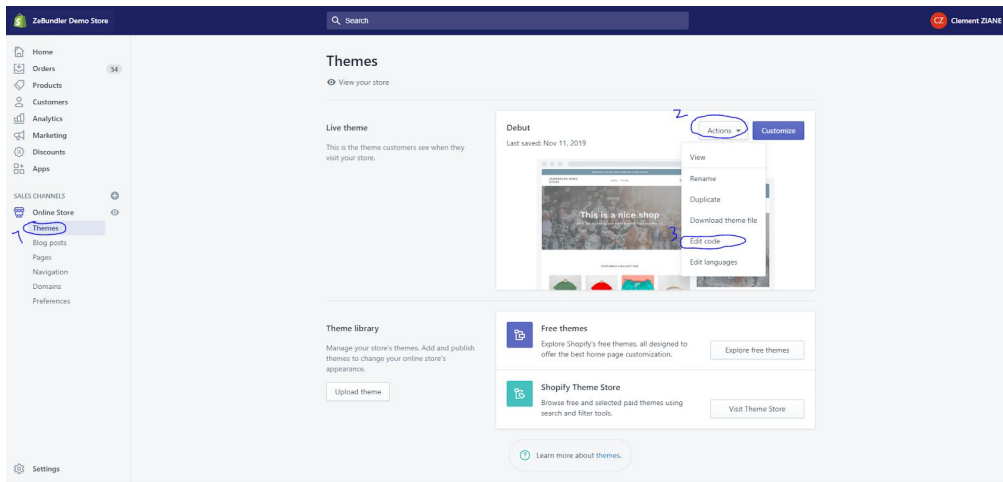 ZeBundler Demo Store
Search
CZ Clement ZIANE
Home
Orders 54
Products
Customers
Analytics
Marketing
Discounts
Apps
SALES CHANNELS
Online Store
1 Themes
Blog posts
Pages
Navigation
Domains
Preferences
Settings
Themes
View your store
Live theme
This is the theme customers see when they
visit your store.
Debut
Last saved: Nov 11, 2019
2
Actions
Customize
View
Rename
Duplicate
Download theme file
3 Edit code
Edit languages
This is a nice shop
FEATURED COLLECTION
Theme library
Manage your store's themes. Add and publish
themes to change your online store's
appearance.
Upload theme
Free themes
Explore Shopify's free themes, all designed to
offer the best home page customization.
Explore free themes
Shopify Theme Store
Browse free and selected paid themes using
search and filter tools.
Visit Theme Store
Learn more about themes.